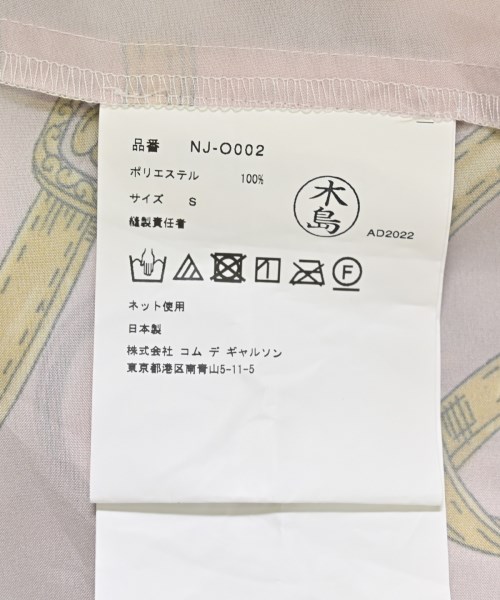 品番 NJ-O002
ポリエステル 100%
サイズ S
縫製責任者
木島
AD2022
F
ネット使用
日本製
株式会社 コム デ ギャルソン
東京都港区南青山5-11-5